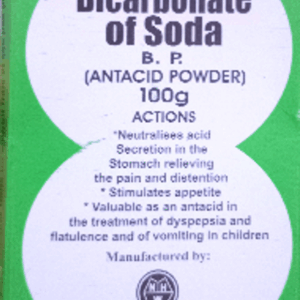 Bicarbonate
of Soda
B. P.
(ANTACID POWDER)
100g
ACTIONS
*Neutralises acid
Secretion in the
Stomach relieving
the pain and distention
* Stimulates appetite
* Valuable as an antacid in
the treatment of dyspepsia and
flatulence and of vomiting in children
Manufactured by: